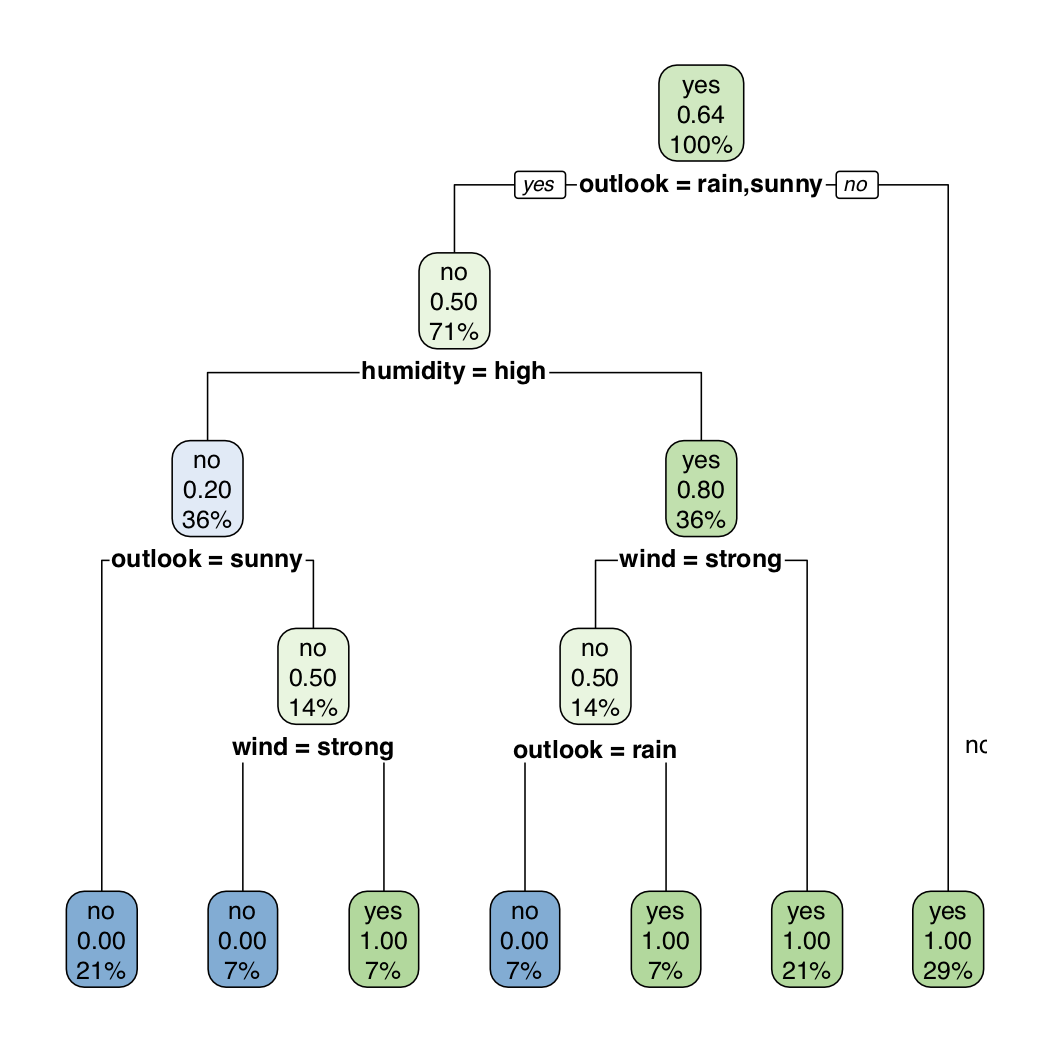 yes
0.64
100%
yes outlook = rain,sunny no
no
0.50
71%
humidity = high
no
0.20
36%
yes
0.80
36%
outlook = sunny
wind = strong
no
0.50
14%
no
0.50
14%
wind = strong
outlook = rain
no
0.00
21%
no
0.00
7%
yes
1.00
7%
no
0.00
7%
yes
1.00
7%
yes
1.00
21%
yes
1.00
29%